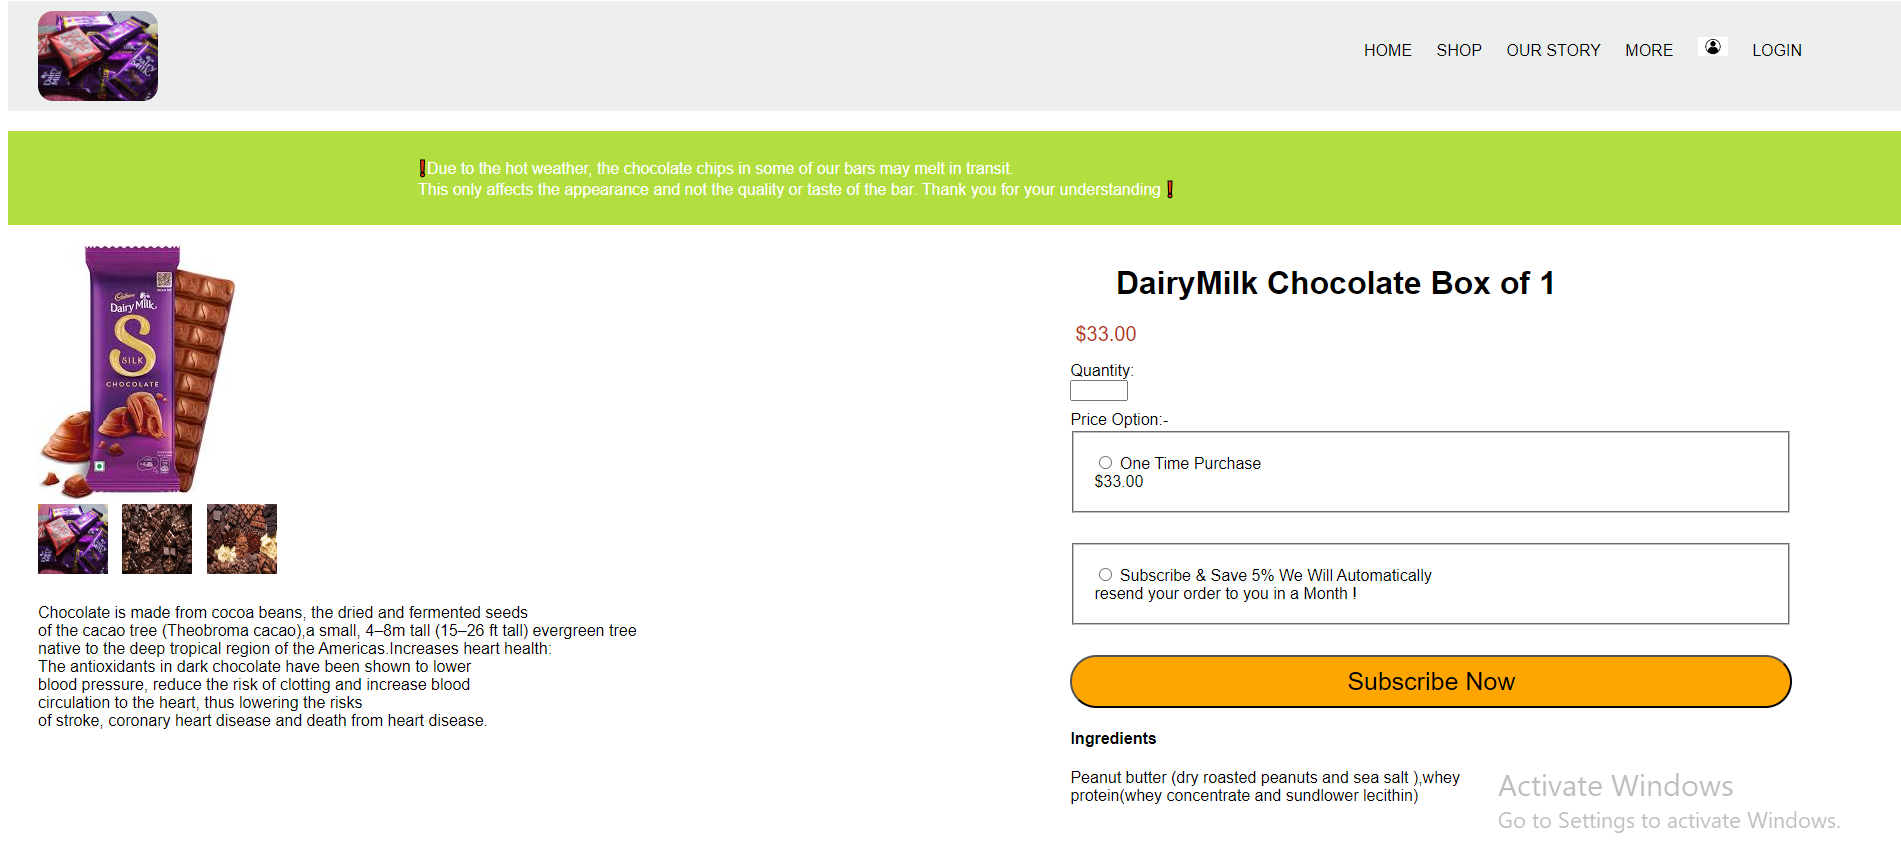 HOME SHOP OUR STORY MORE LOGIN
❗Due to the hot weather, the chocolate chips in some of our bars may melt in transit.
This only affects the appearance and not the quality or taste of the bar. Thank you for your understanding❗
Cadbury
Dairy Milk
S
SILK
CHOCOLATE
Chocolate is made from cocoa beans, the dried and fermented seeds
of the cacao tree (Theobroma cacao),a small, 4–8m tall (15–26 ft tall) evergreen tree
native to the deep tropical region of the Americas.Increases heart health:
The antioxidants in dark chocolate have been shown to lower
blood pressure, reduce the risk of clotting and increase blood
circulation to the heart, thus lowering the risks
of stroke, coronary heart disease and death from heart disease.
DairyMilk Chocolate Box of 1
$33.00
Quantity:
Price Option:-
One Time Purchase
$33.00
Subscribe & Save 5% We Will Automatically
resend your order to you in a Month !
Subscribe Now
Ingredients
Peanut butter (dry roasted peanuts and sea salt ),whey
protein(whey concentrate and sundlower lecithin)
Activate Windows
Go to Settings to activate Windows.